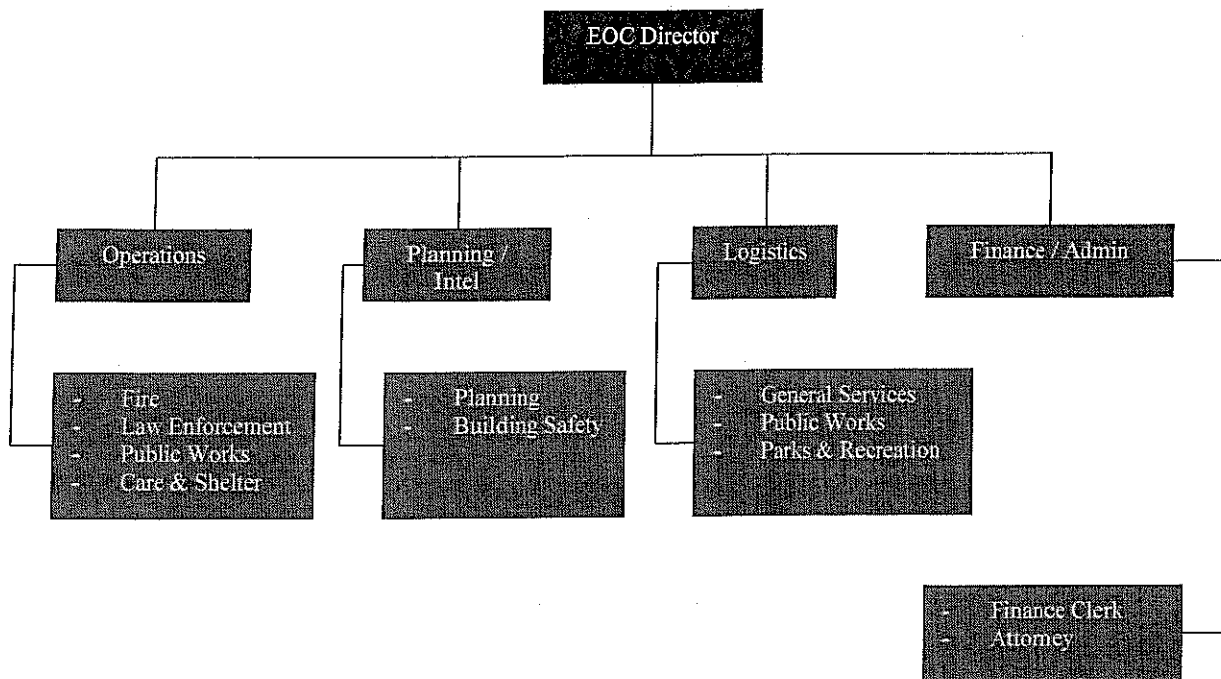 EOC Director
Operations
Planning /
Intel
Logistics
Finance / Admin
- Fire
- Law Enforcement
- Public Works
- Care & Shelter
- Planning
- Building Safety
- General Services
- Public Works
- Parks & Recreation
- Finance Clerk
- Attorney